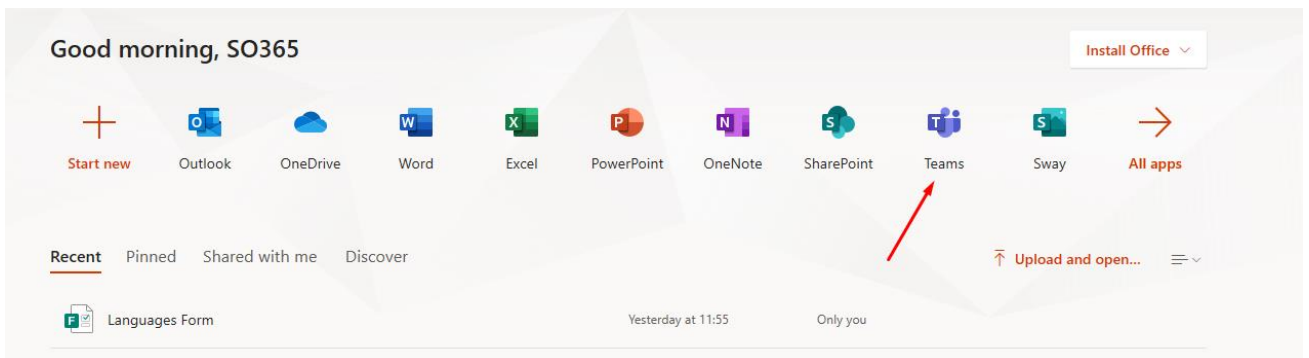 Good morning, SO365
Install Office
Start new Outlook OneDrive Word Excel PowerPoint OneNote SharePoint Teams Sway All apps
Recent Pinned Shared with me Discover
Upload and open...
Languages Form Yesterday at 11:55 Only you